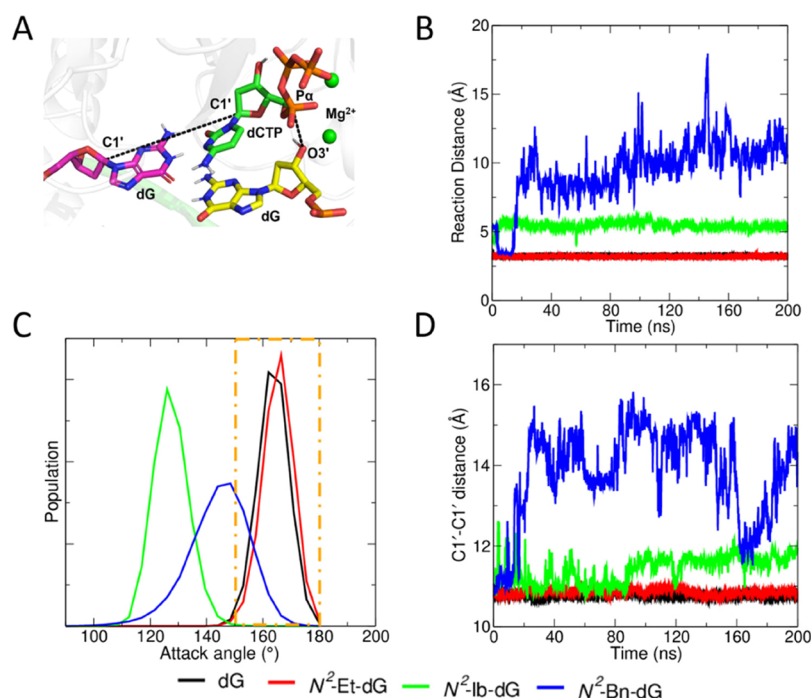 A
C1'
Pα
C1'
Mg²⁺
dCTP
O3'
dG
dG
B
Reaction Distance (Å)
20
15
10
5
0
0 40 80 120 160 200
Time (ns)
C
Population
100 120 140 160 180 200
Attack angle (°)
D
C1′-C1′ distance (Å)
16
15
14
13
12
11
10
0 40 80 120 160 200
Time (ns)
dG N²-Et-dG N²-Ib-dG N²-Bn-dG